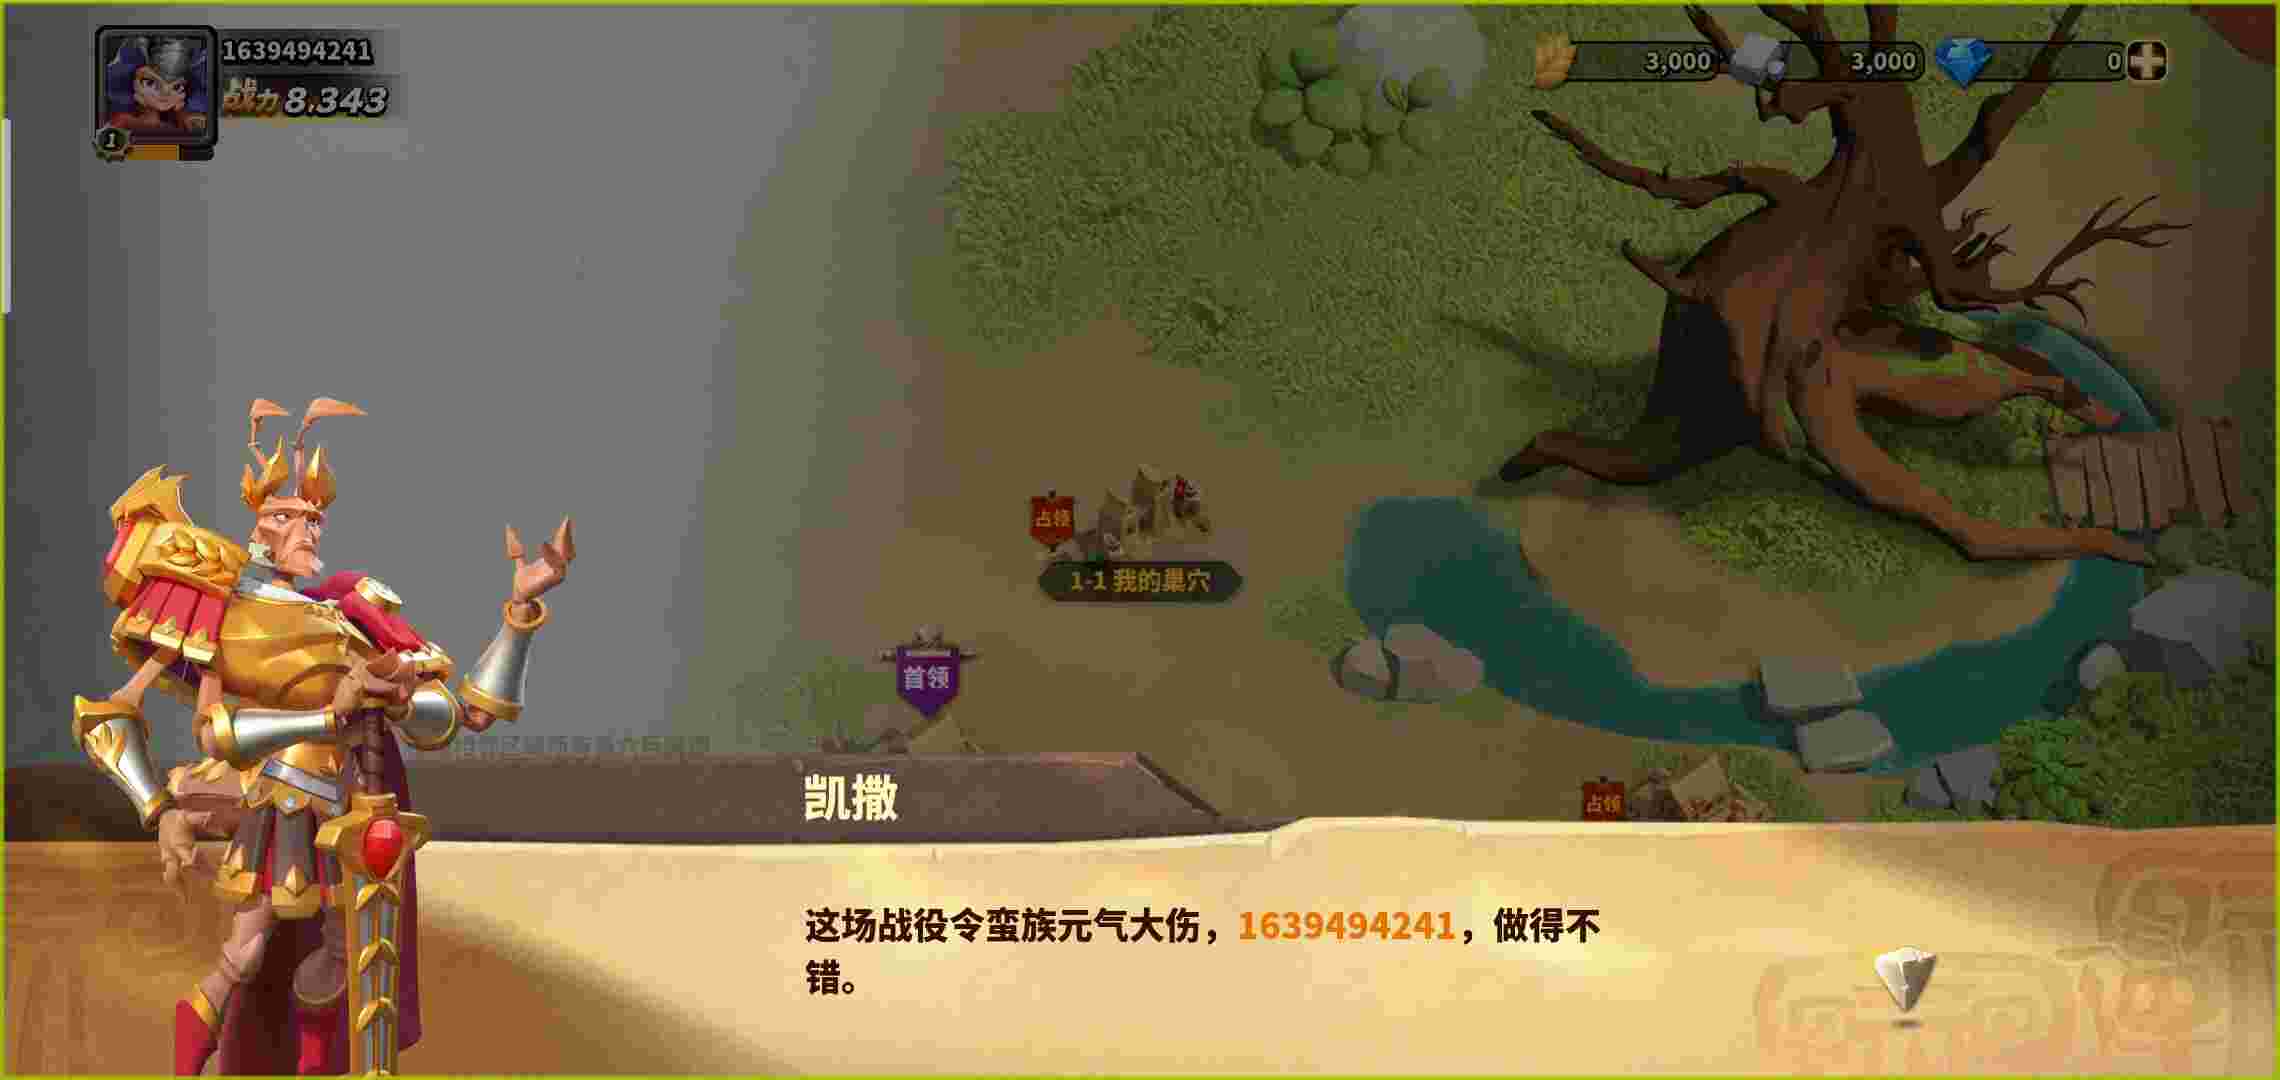 1639494241
战力 8,343
1
3,000
3,000
0
占领
1-1 我的巢穴
首领
占领
凯撒
这场战役令蛮族元气大伤，1639494241，做得不
错。